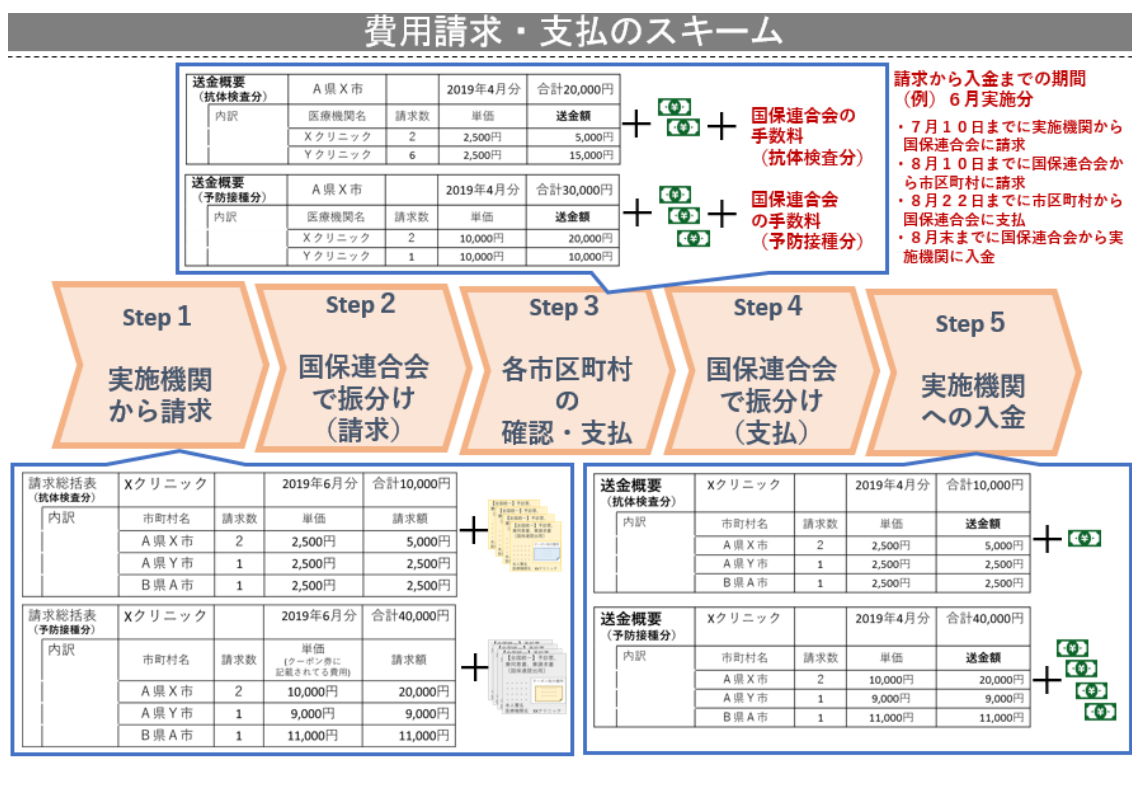 費用請求・支払のスキーム
送金概要
（抗体検査分）
A県X市
2019年4月分
合計20,000円
内訳
医療機関名
請求数
単価
送金額
Xクリニック
2
2,500円
5,000円
Yクリニック
6
2,500円
15,000円
国保連合会の
手数料
（抗体検査分）
送金概要
（予防接種分）
A県X市
2019年4月分
合計30,000円
内訳
医療機関名
請求数
単価
送金額
Xクリニック
2
10,000円
20,000円
Yクリニック
1
10,000円
10,000円
国保連合会
の手数料
（予防接種分）
請求から入金までの期間
（例）６月実施分
・７月１０日までに実施機関から
国保連合会に請求
・８月１０日までに国保連合会か
ら市区町村に請求
・８月２２日までに市区町村から
国保連合会に支払
・８月末までに国保連合会から実
施機関に入金
Step 1
実施機関
から請求
Step 2
国保連合会
で振分け
（請求）
Step 3
各市区町村
の
確認・支払
Step 4
国保連合会
で振分け
（支払）
Step 5
実施機関
への入金
請求総括表
（抗体検査分）
Xクリニック
2019年6月分
合計10,000円
内訳
市町村名
請求数
単価
請求額
A県X市
2
2,500円
5,000円
A県Y市
1
2,500円
2,500円
B県A市
1
2,500円
2,500円
請求総括表
（予防接種分）
Xクリニック
2019年6月分
合計40,000円
内訳
市町村名
請求数
単価
(クーポン券に
記載されてる費用)
請求額
A県X市
2
10,000円
20,000円
A県Y市
1
9,000円
9,000円
B県A市
1
11,000円
11,000円
送金概要
（抗体検査分）
Xクリニック
2019年4月分
合計10,000円
内訳
市町村名
請求数
単価
送金額
A県X市
2
2,500円
5,000円
A県Y市
1
2,500円
2,500円
B県A市
1
2,500円
2,500円
送金概要
（予防接種分）
Xクリニック
2019年4月分
合計40,000円
内訳
市町村名
請求数
単価
送金額
A県X市
2
10,000円
20,000円
A県Y市
1
9,000円
9,000円
B県A市
1
11,000円
11,000円